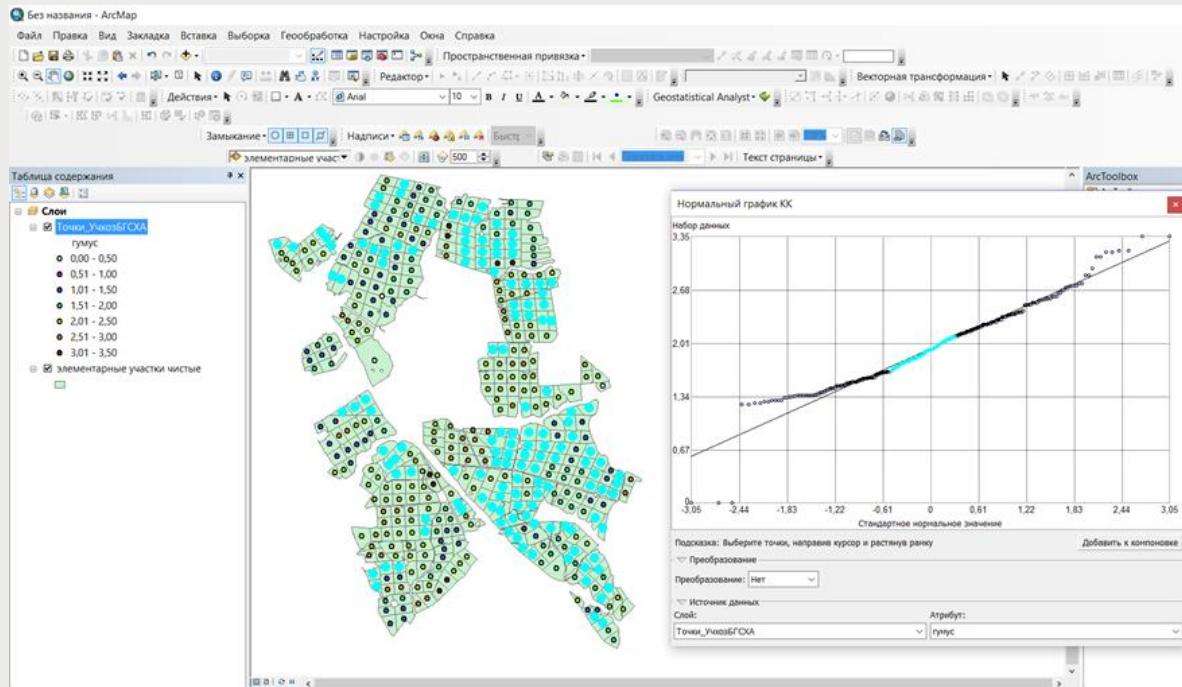 Без названия - ArcMap
Файл Правка Вид Закладка Вставка Выборка Геообработка Настройка Окна Справка
Пространственная привязка
Редактор Векторная трансформация
Действия Arial 10 B I U A Geostatistical Analyst
Замыкание Надписи Быстр
элементарные учас 500 Текст страницы
Таблица содержания
ArcToolbox
Слои
Точки_УчхозБГСХА
гумус
0,00 - 0,50
0,51 - 1,00
1,01 - 1,50
1,51 - 2,00
2,01 - 2,50
2,51 - 3,00
3,01 - 3,50
элементарные участки чистые
Нормальный график КК
Набор данных
3,35
2,68
2,01
1,34
0,67
0
-3,05 -2,44 -1,83 -1,22 -0,61 0 0,61 1,22 1,83 2,44 3,05
Стандартное нормальное значение
Подсказка: Выберите точки, направив курсор и растянув рамку Добавить к компоновке
Преобразование
Преобразование: Нет
Источник данных
Слой: Атрибут:
Точки_УчхозБГСХА гумус